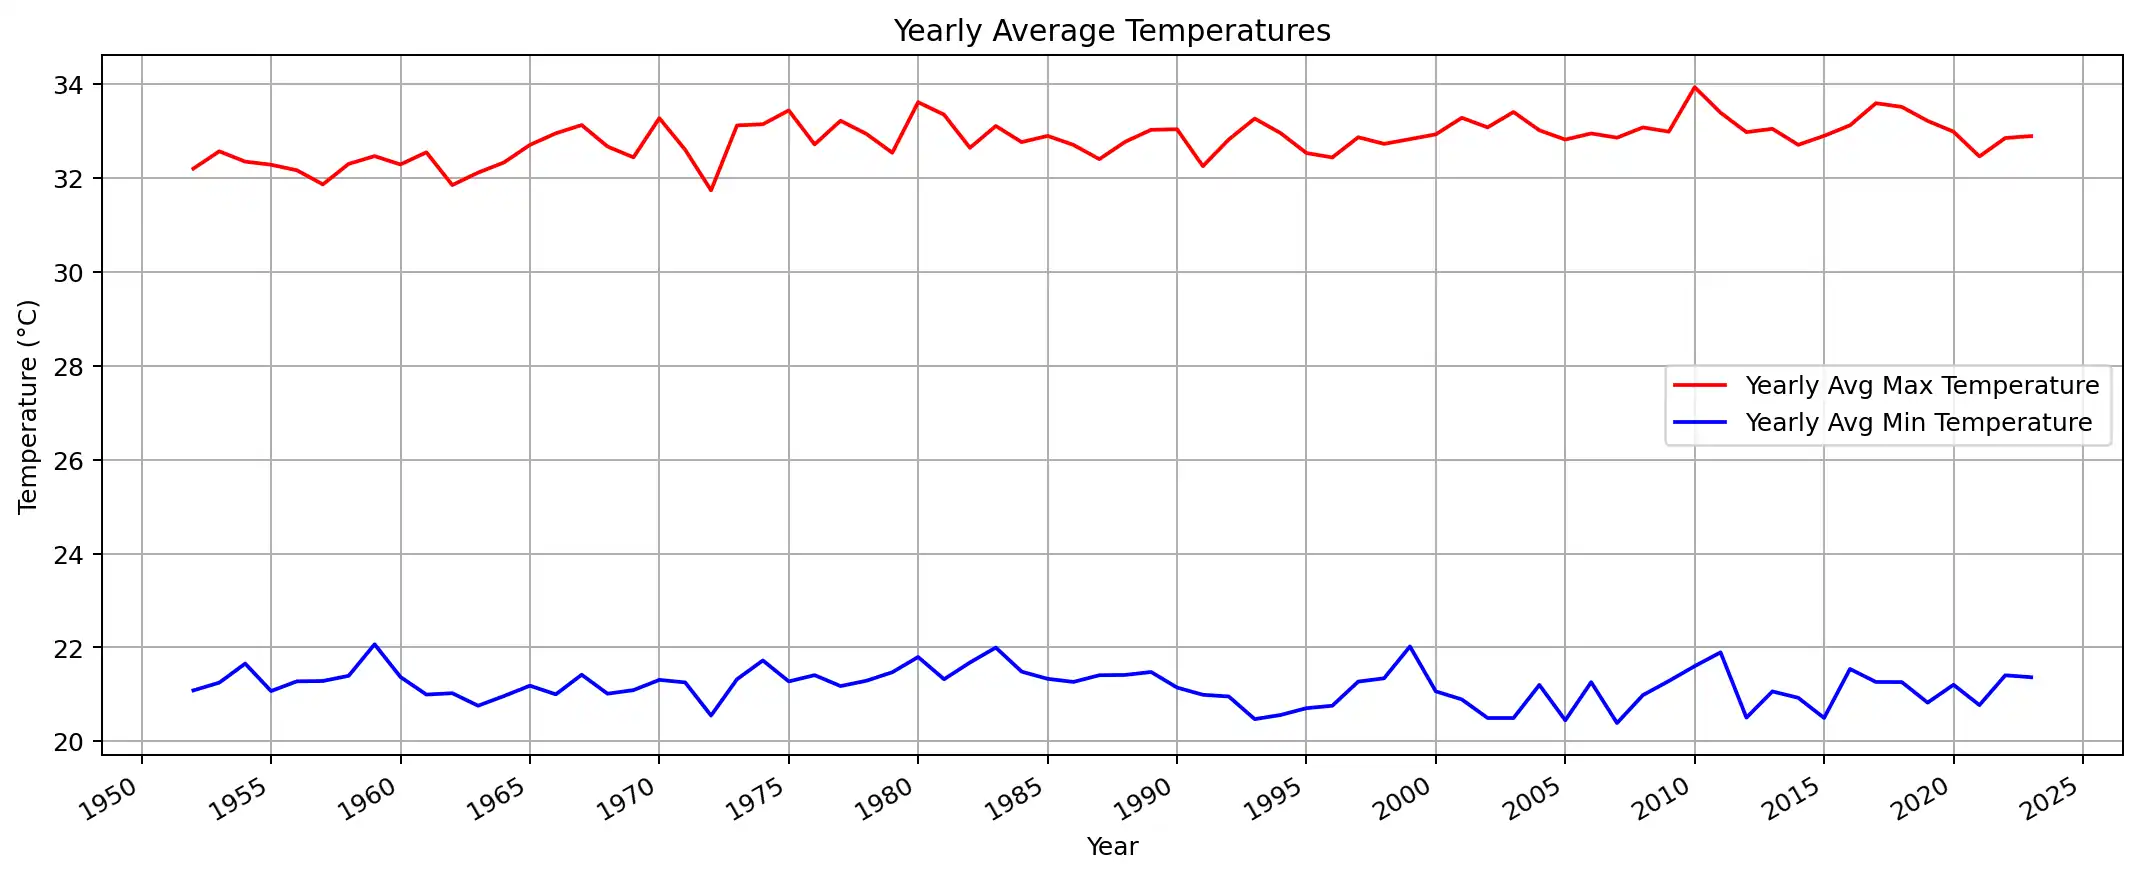 Yearly Average Temperatures
34
32
30
28
26
24
22
20
Temperature (°C)
Yearly Avg Max Temperature
Yearly Avg Min Temperature
1950 1955 1960 1965 1970 1975 1980 1985 1990 1995 2000 2005 2010 2015 2020 2025
Year